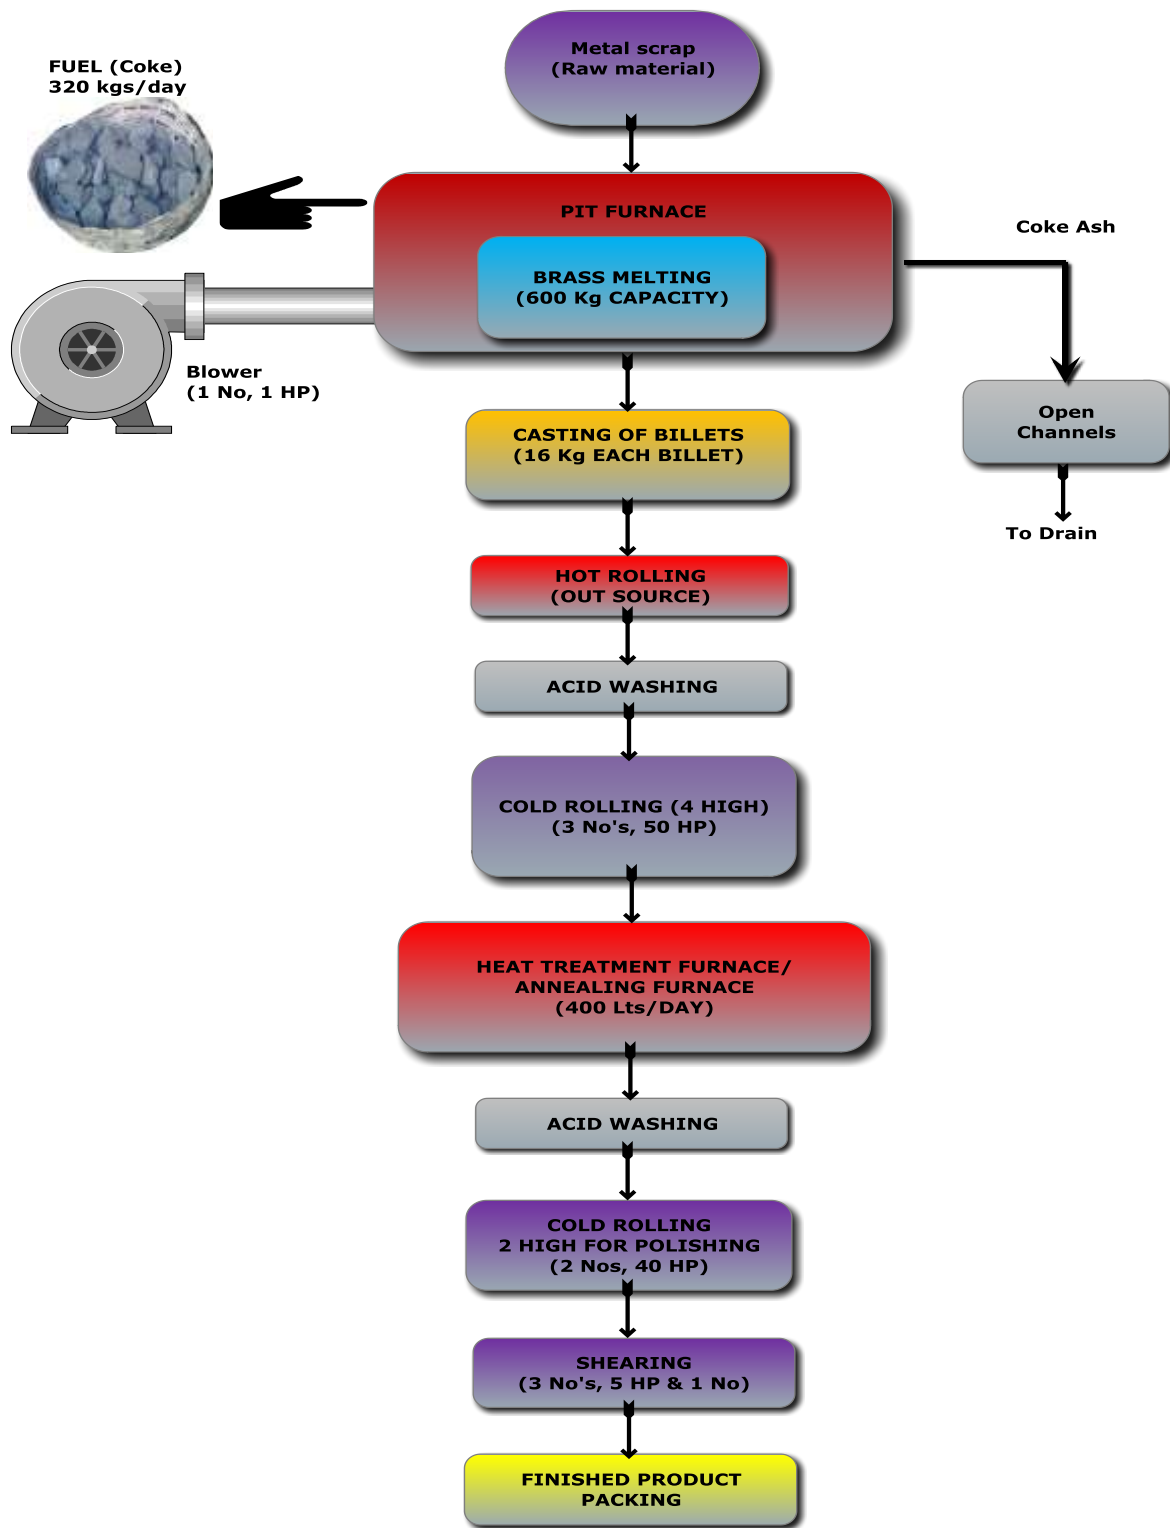 Metal scrap
(Raw material)
FUEL (Coke)
320 kgs/day
PIT FURNACE
BRASS MELTING
(600 Kg CAPACITY)
Coke Ash
Blower
(1 No, 1 HP)
Open
Channels
To Drain
CASTING OF BILLETS
(16 Kg EACH BILLET)
HOT ROLLING
(OUT SOURCE)
ACID WASHING
COLD ROLLING (4 HIGH)
(3 No's, 50 HP)
HEAT TREATMENT FURNACE/
ANNEALING FURNACE
(400 Lts/DAY)
ACID WASHING
COLD ROLLING
2 HIGH FOR POLISHING
(2 Nos, 40 HP)
SHEARING
(3 No's, 5 HP & 1 No)
FINISHED PRODUCT
PACKING